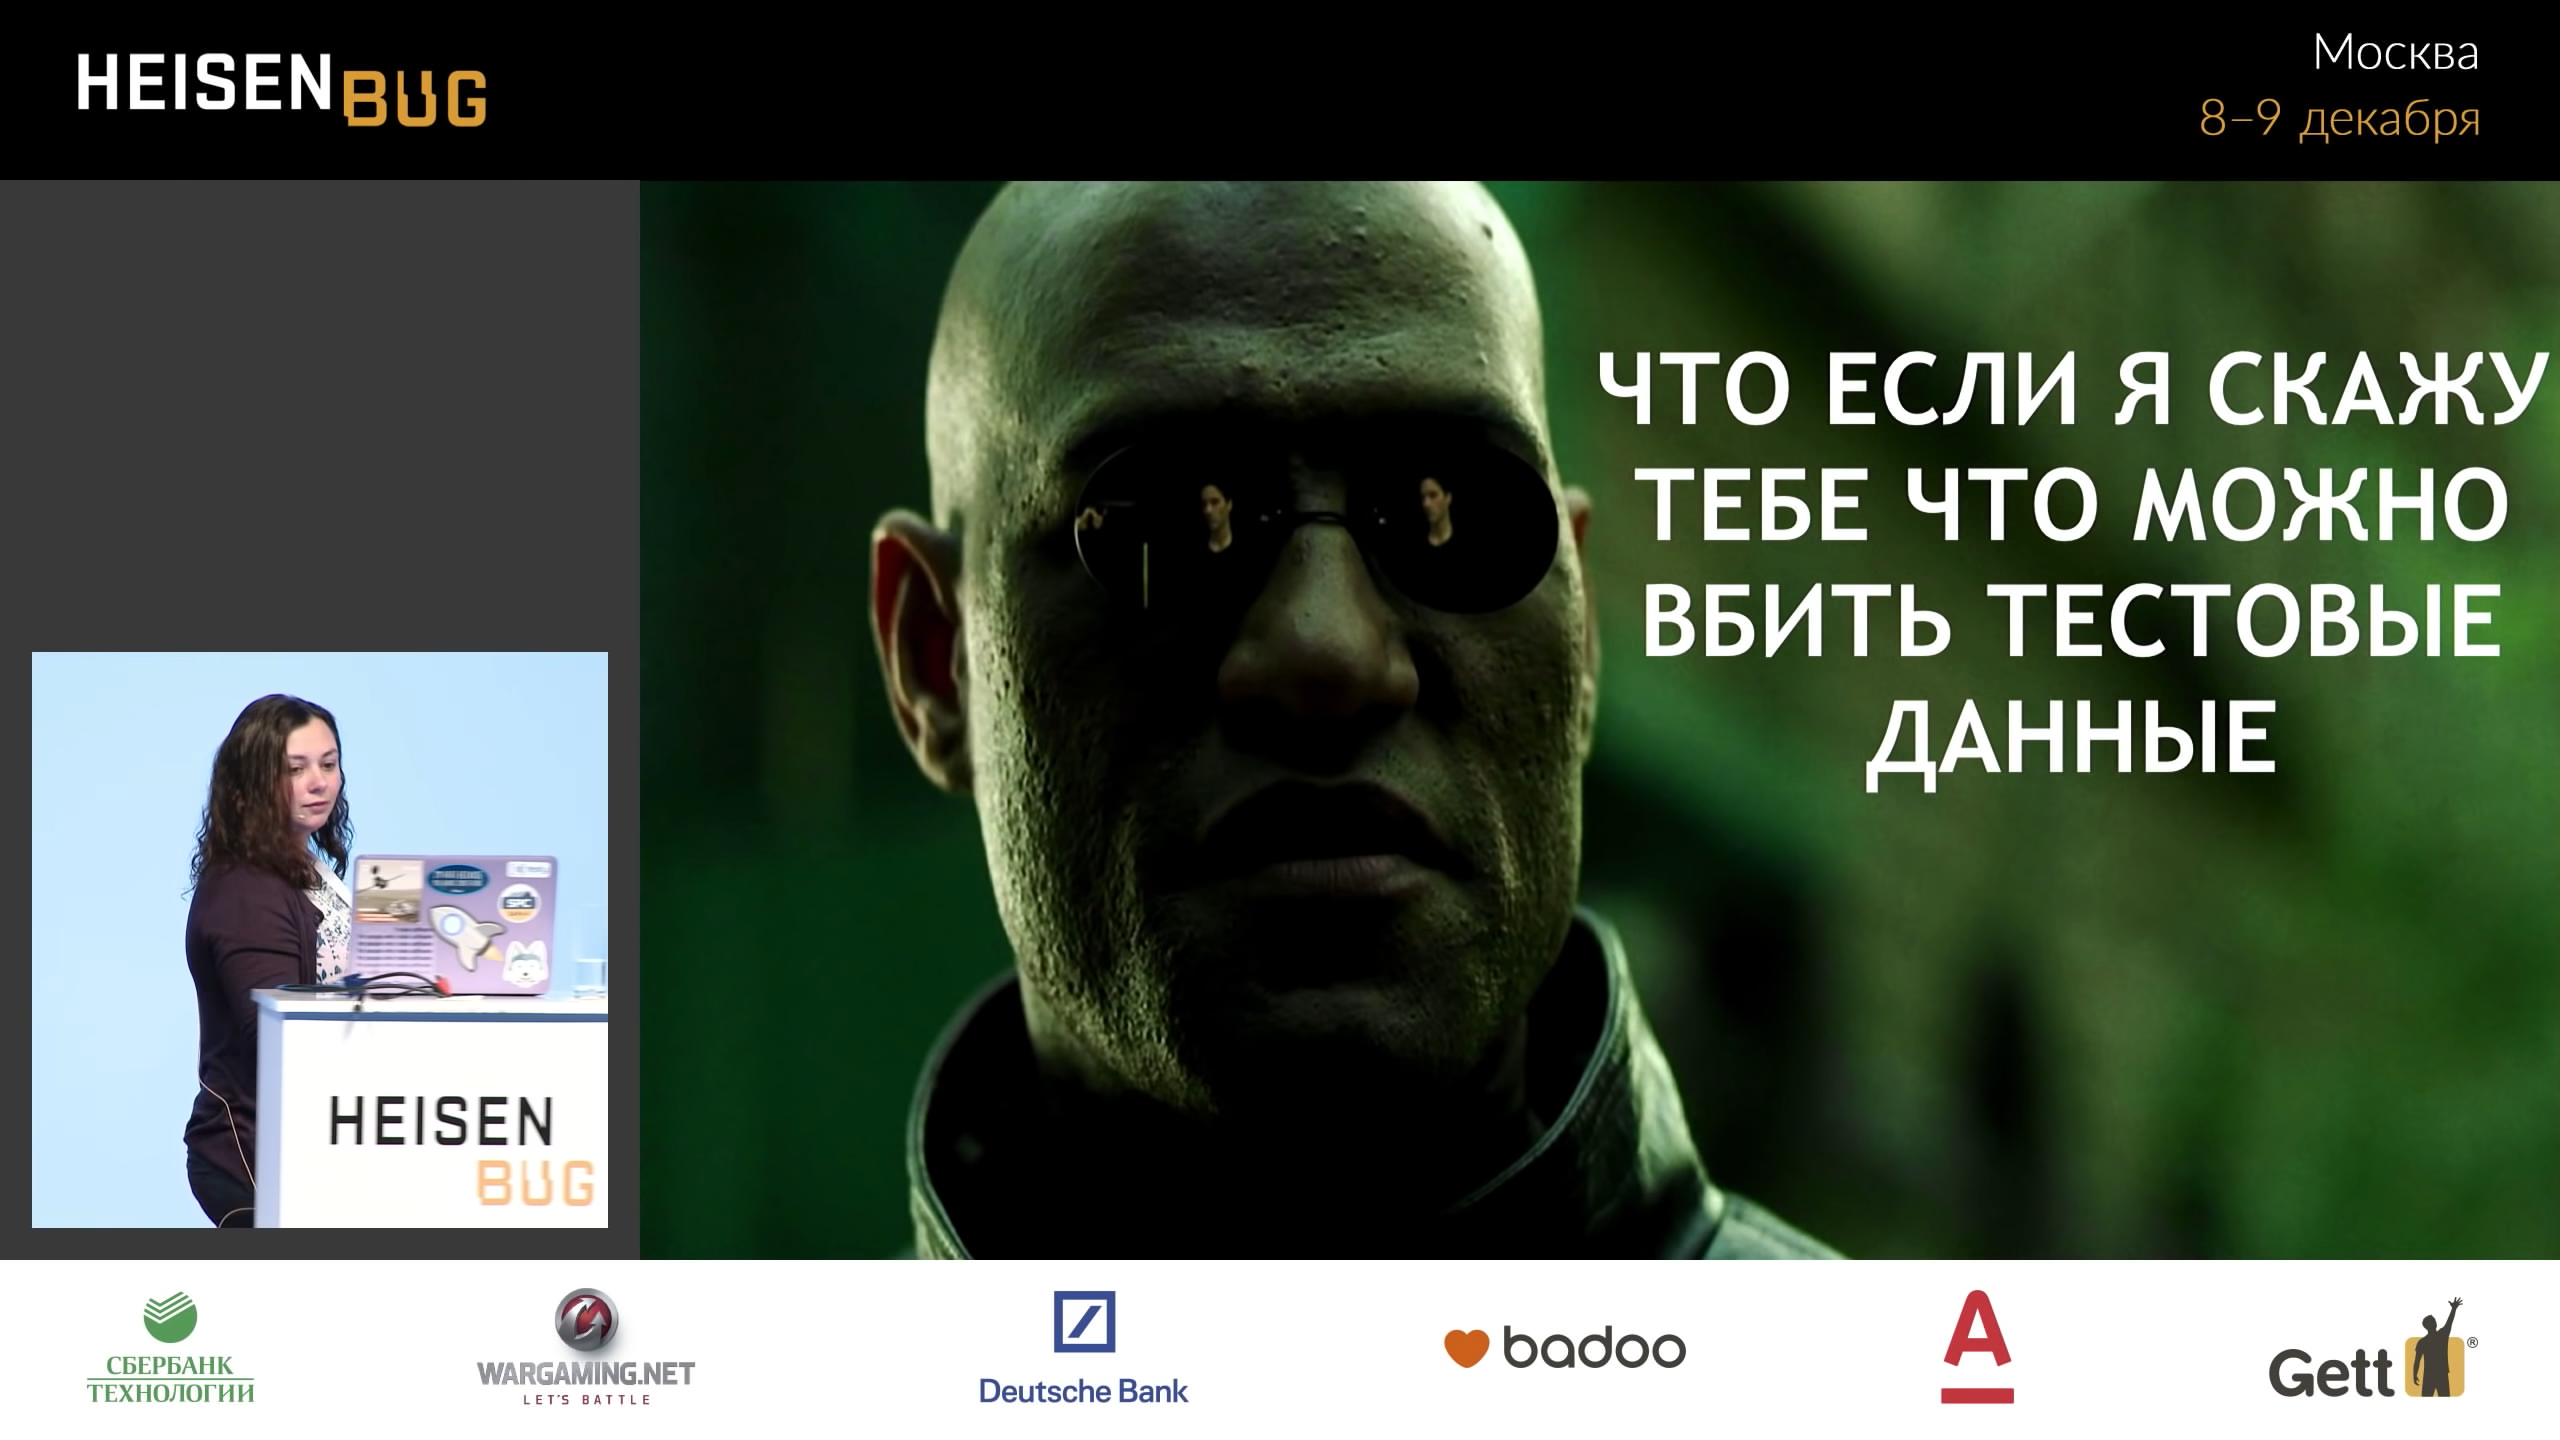 HEISENBUG
Москва
8–9 декабря
ЧТО ЕСЛИ Я СКАЖУ
ТЕБЕ ЧТО МОЖНО
ВБИТЬ ТЕСТОВЫЕ
ДАННЫЕ
SPC
HEISEN
BUG
СБЕРБАНК
ТЕХНОЛОГИИ
WARGAMING.NET
LET'S BATTLE
Deutsche Bank
badoo
А
Gett®